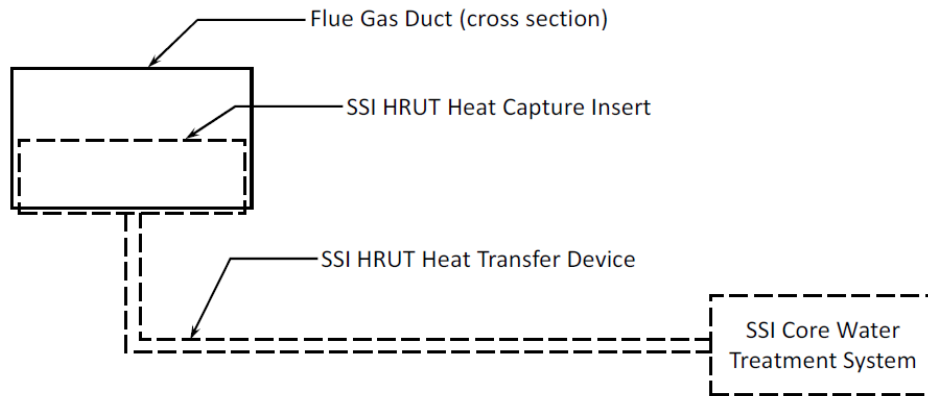 Flue Gas Duct (cross section)
SSI HRUT Heat Capture Insert
SSI HRUT Heat Transfer Device
SSI Core Water
Treatment System